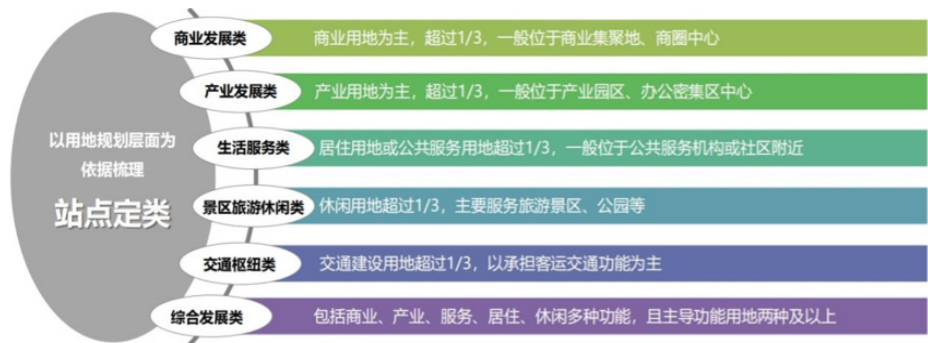 以用地规划层面为
依据梳理
站点定类
商业发展类
商业用地为主，超过1/3，一般位于商业集聚地、商圈中心
产业发展类
产业用地为主，超过1/3，一般位于产业园区、办公密集区中心
生活服务类
居住用地或公共服务用地超过1/3，一般位于公共服务机构或社区附近
景区旅游休闲类
休闲用地超过1/3，主要服务旅游景区、公园等
交通枢纽类
交通建设用地超过1/3，以承担客运交通功能为主
综合发展类
包括商业、产业、服务、居住、休闲多种功能，且主导功能用地两种及以上